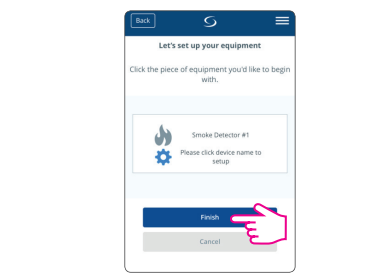 Back
Let's set up your equipment
Click the piece of equipment you'd like to begin
with.
Smoke Detector #1
Please click device name to
setup
Finish
Cancel